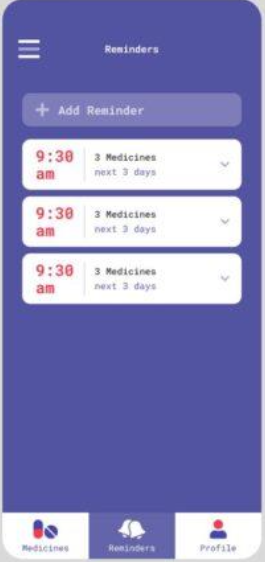 Reminders
+ Add Reminder
9:30 am
3 Medicines
next 3 days
9:30 am
3 Medicines
next 3 days
9:30 am
3 Medicines
next 3 days
Medicines
Reminders
Profile